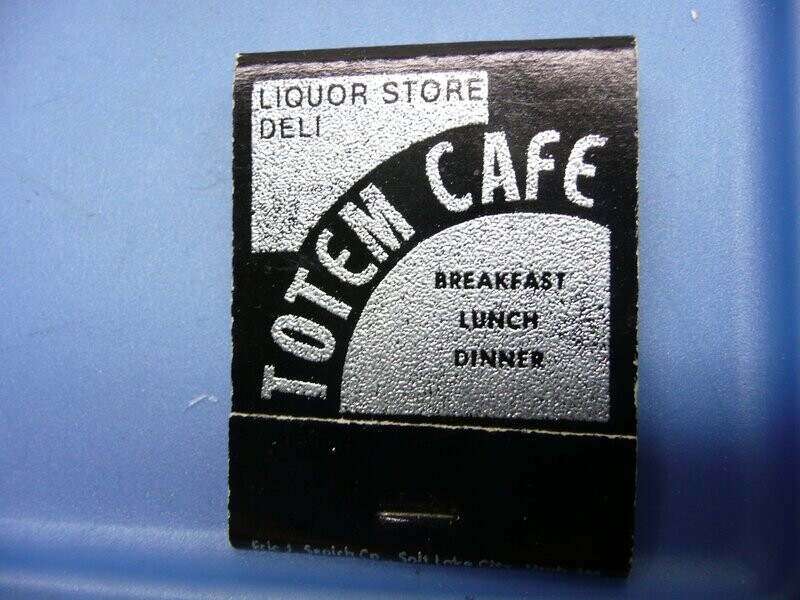 LIQUOR STORE
DELI
TOTEM CAFE
BREAKFAST
LUNCH
DINNER
Salt Lake City